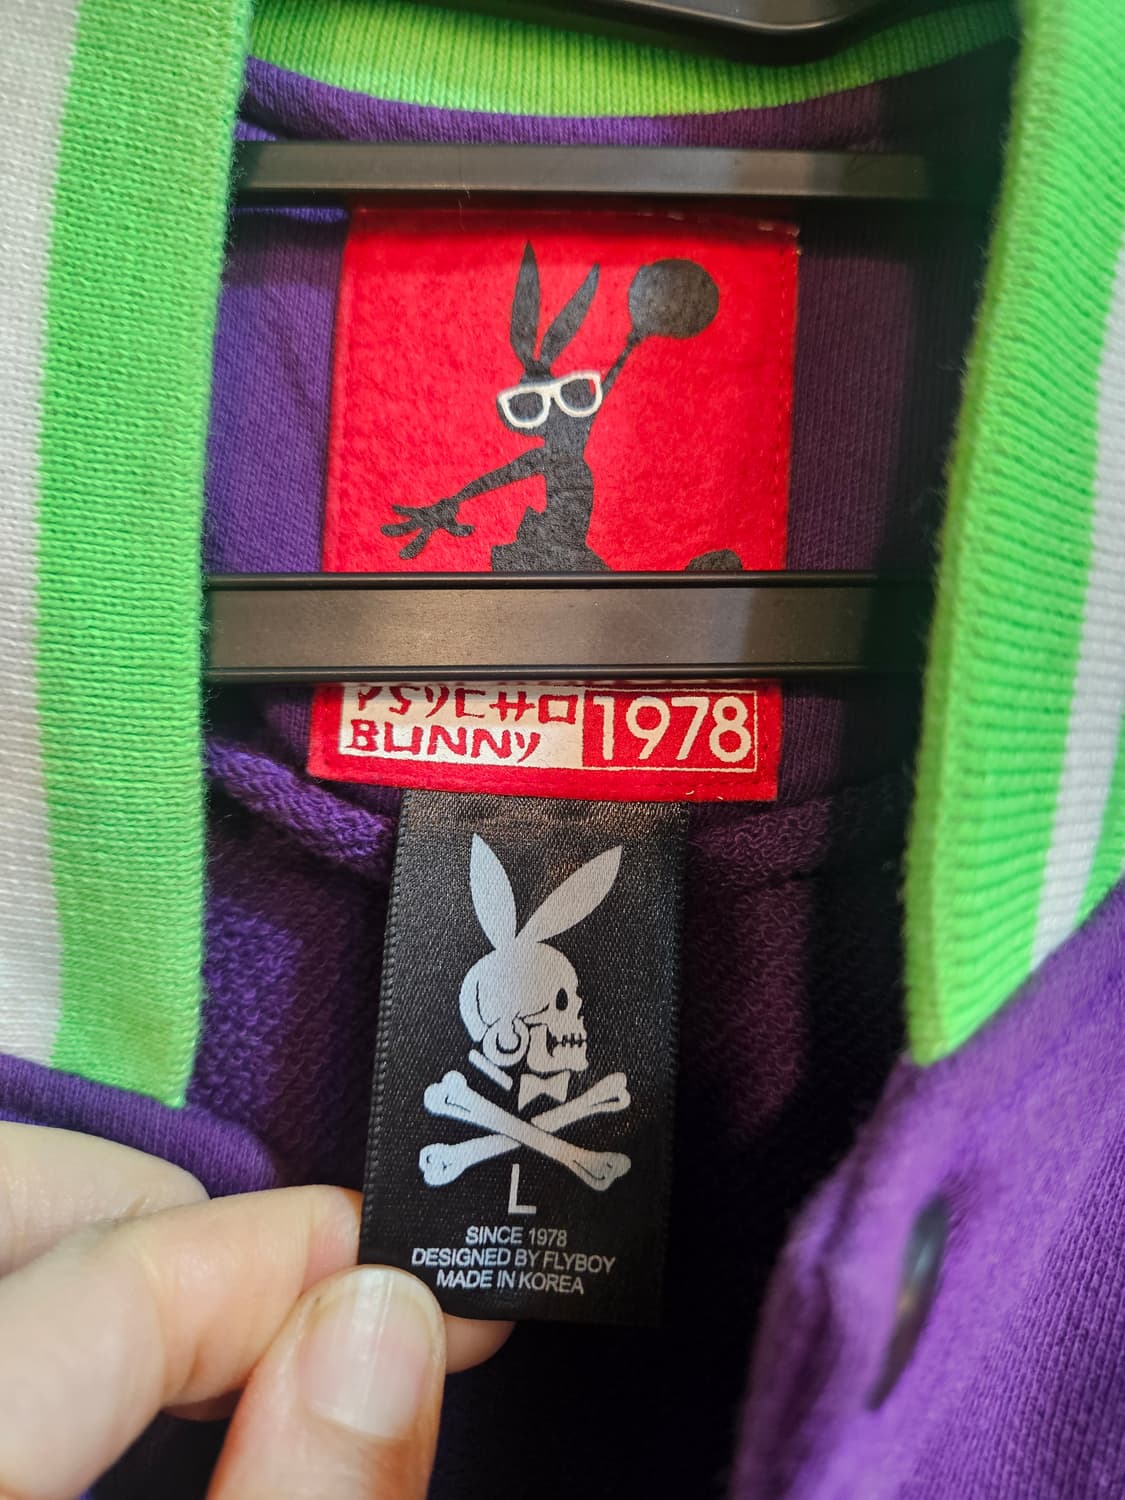 PSYCHO
BUNNY
1978
L
SINCE 1978
DESIGNED BY FLYBOY
MADE IN KOREA